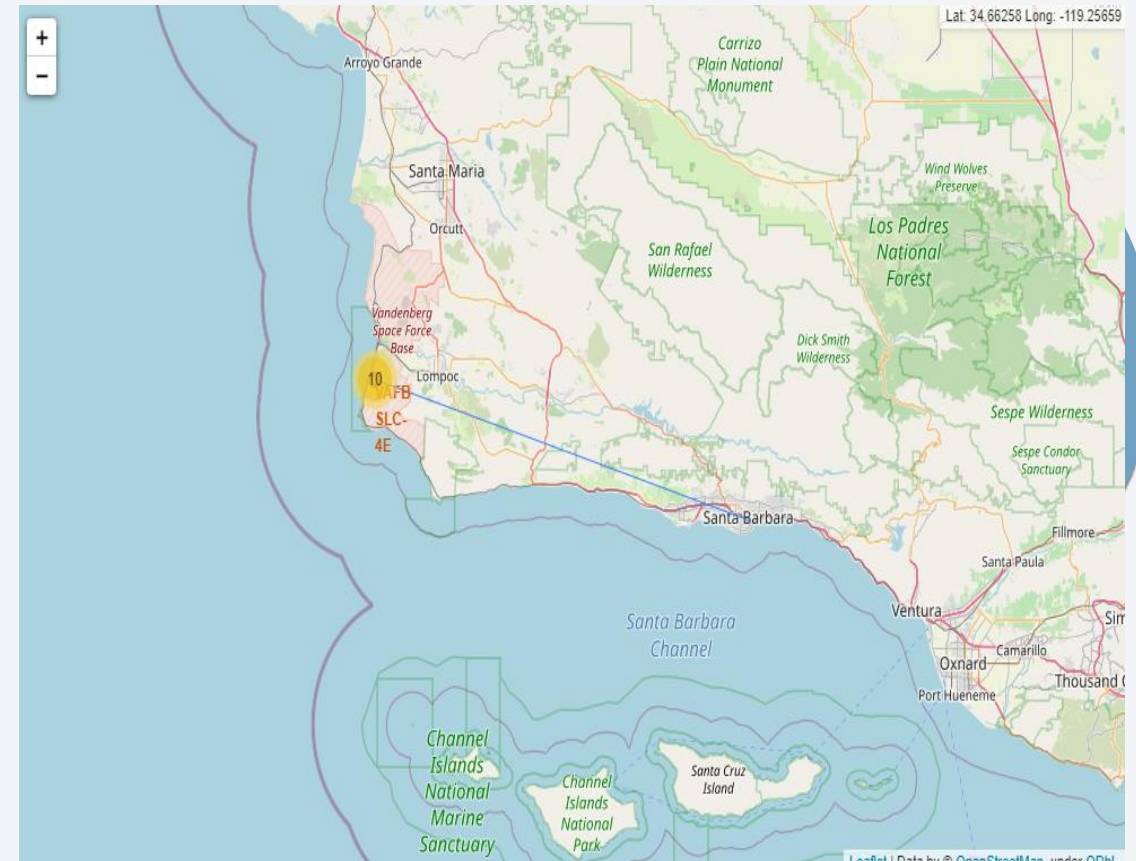 +
−
Lat: 34.66258 Long: -119.25659
Carrizo
Plain National
Monument
Arroyo Grande
Santa Maria
Wind Wolves
Preserve
Orcutt
Los Padres
National
Forest
San Rafael
Wilderness
Vandenberg
Space Force
Base
Dick Smith
Wilderness
10
Lompoc
VAFB
SLC-
4E
Sespe Wilderness
Sespe Condor
Sanctuary
Santa Barbara
Fillmore
Santa Paula
Ventura
Santa Barbara
Channel
Sim
Camarillo
Oxnard
Thousand
Port Hueneme
Channel
Islands
National
Marine
Sanctuary
Channel
Islands
National
Park
Santa Cruz
Island
Leaflet | Data by © OpenStreetMap, under ODbL